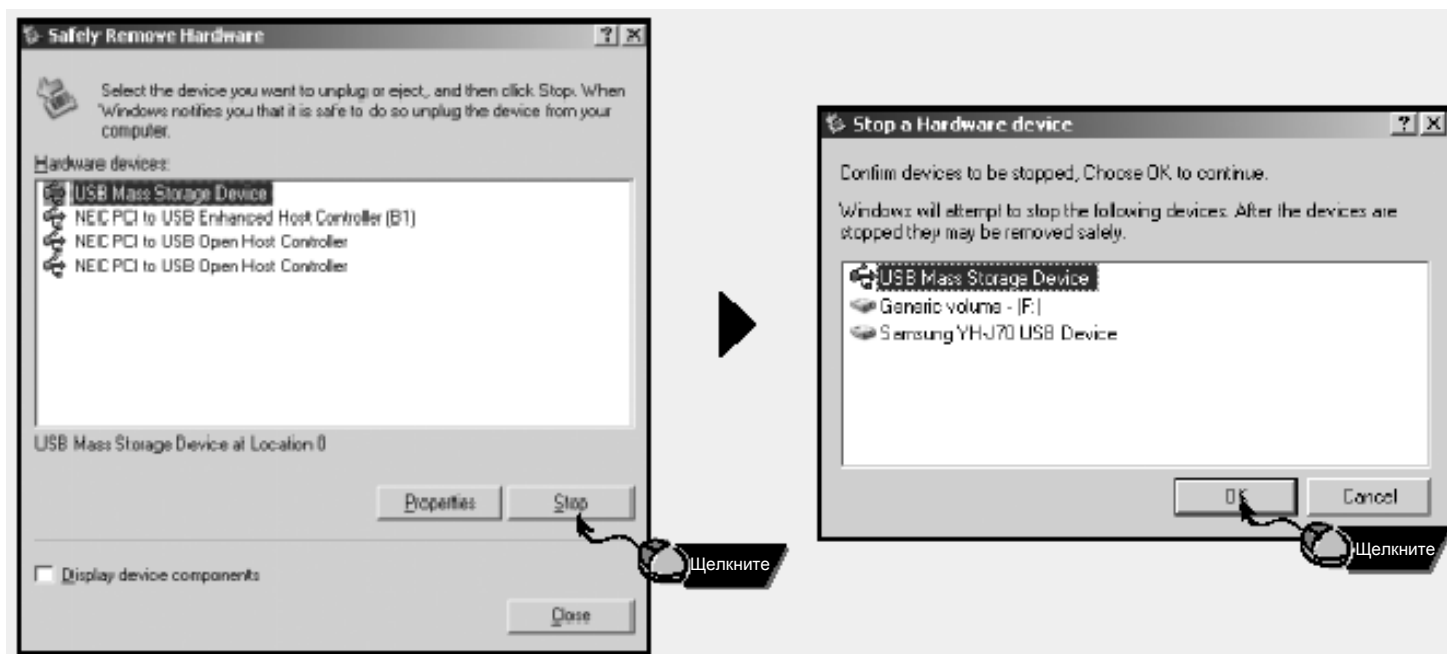 Safely Remove Hardware
Select the device you want to unplug or eject, and then click Stop. When
Windows notifies you that it is safe to do so unplug the device from your
computer.
Hardware devices:
USB Mass Storage Device
NEC PCI to USB Enhanced Host Controller (B1)
NEC PCI to USB Open Host Controller
NEC PCI to USB Open Host Controller
USB Mass Storage Device at Location 0
Properties
Stop
Щелкните
Display device components
Close
Stop a Hardware device
Confirm devices to be stopped, Choose OK to continue.
Windows will attempt to stop the following devices. After the devices are
stopped they may be removed safely.
USB Mass Storage Device
Generic volume - (F:)
Samsung YH-J70 USB Device
OK
Cancel
Щелкните